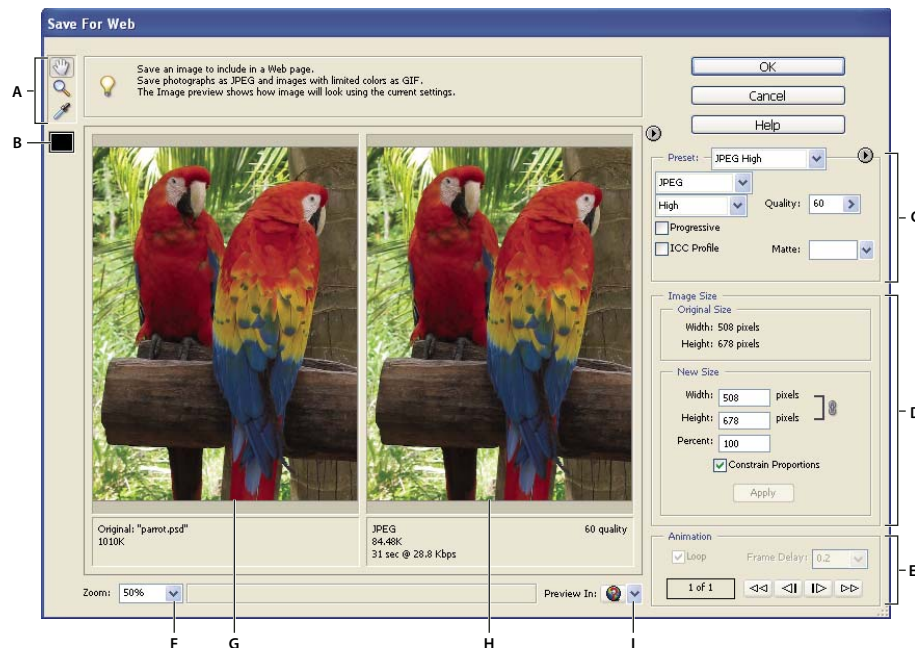 Save For Web
Save an image to include in a Web page.
Save photographs as JPEG and images with limited colors as GIF.
The Image preview shows how image will look using the current settings.
OK
Cancel
Help
A
B
Preset: JPEG High
JPEG
High
Quality: 60
Progressive
ICC Profile
Matte:
C
Image Size
Original Size
Width: 508 pixels
Height: 678 pixels
New Size
Width: 508 pixels
Height: 678 pixels
Percent: 100
Constrain Proportions
Apply
D
Original: "parrot.psd"
1010K
JPEG 60 quality
84.48K
31 sec @ 28.8 Kbps
Animation
Loop Frame Delay: 0.2
1 of 1
E
Zoom: 50%
Preview In:
F G H I